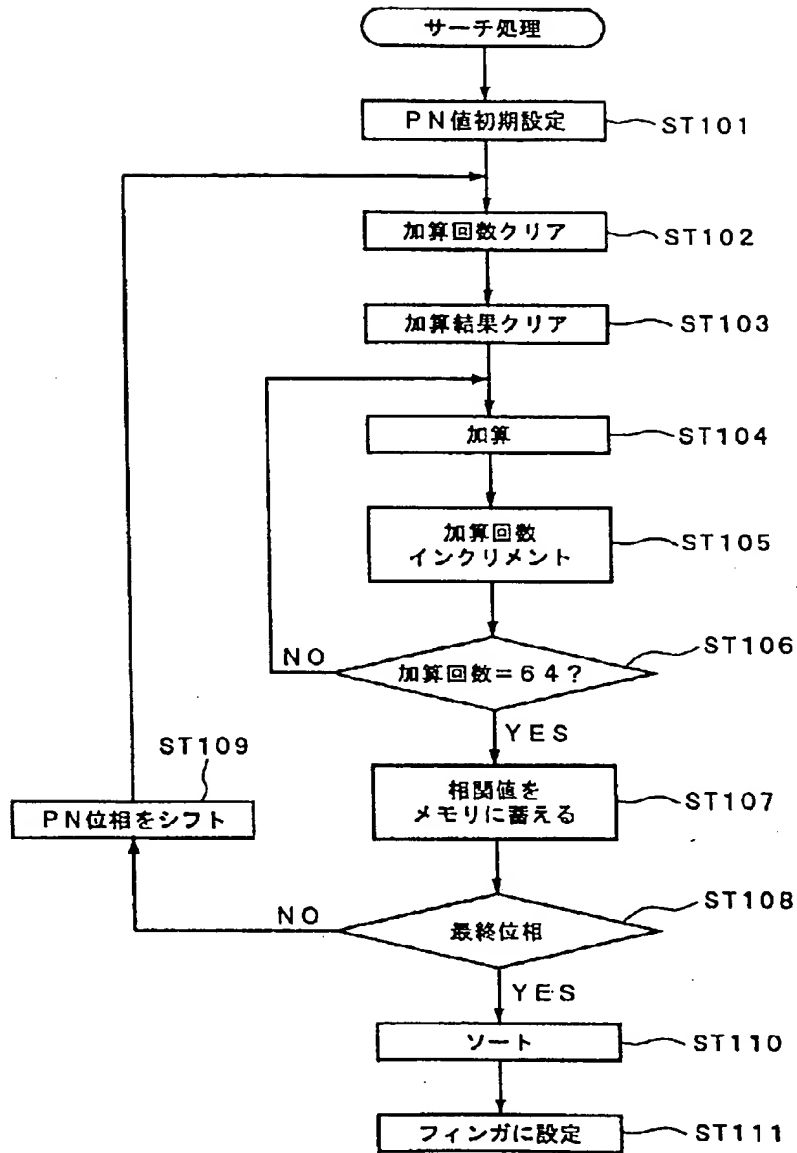 サーチ処理
PN値初期設定
ST101
加算回数クリア
ST102
加算結果クリア
ST103
加算
ST104
加算回数
インクリメント
ST105
加算回数=64?
ST106
NO
YES
相関値を
メモリに蓄える
ST107
ST109
PN位相をシフト
最終位相
ST108
NO
YES
ソート
ST110
フィンガに設定
ST111